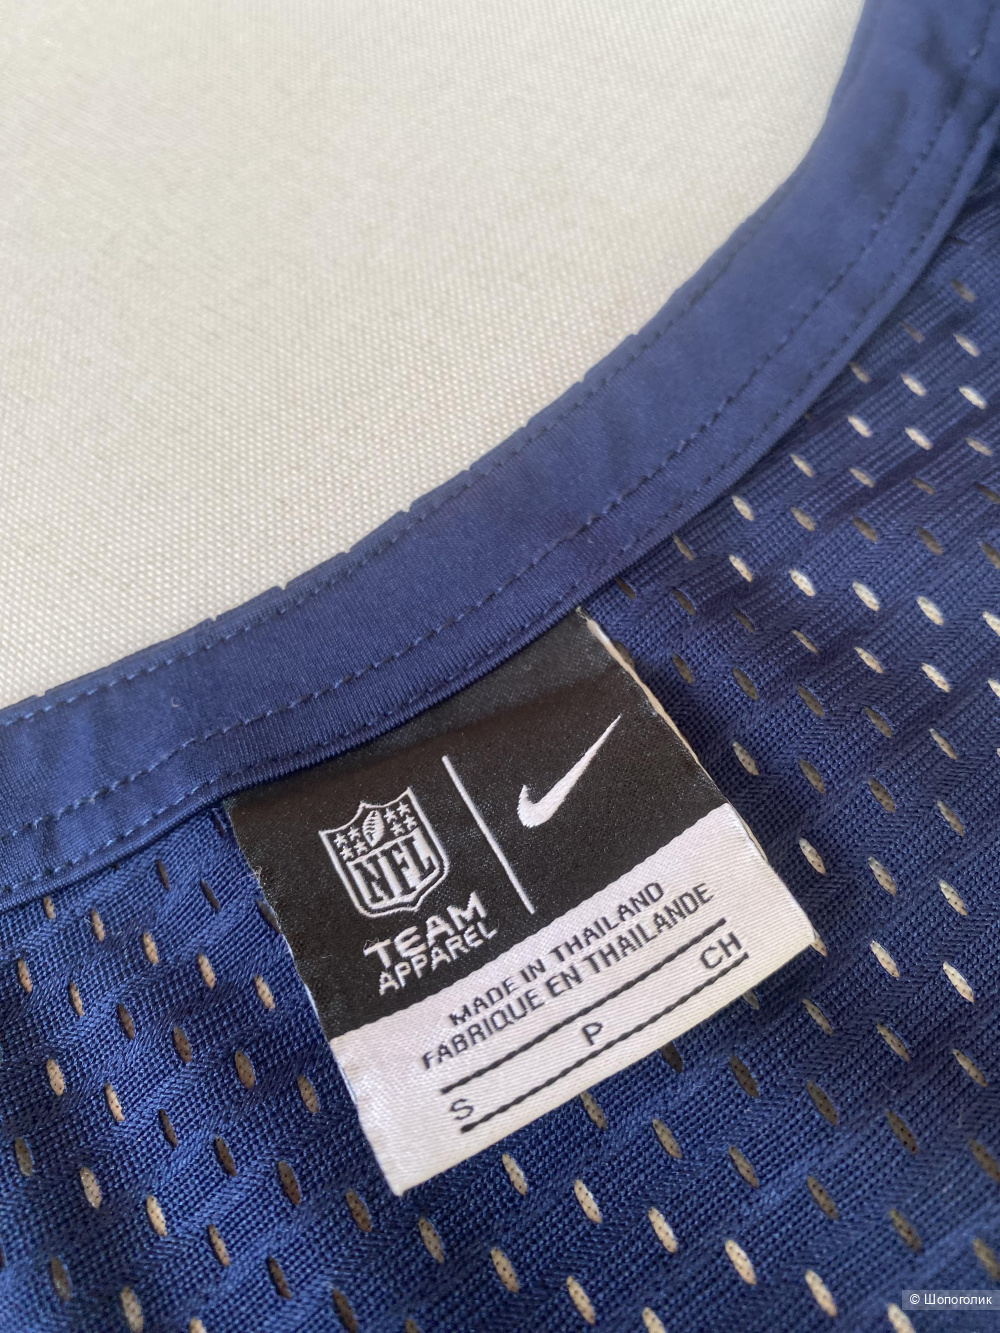 NFL
TEAM
APPAREL
MADE IN THAILAND
FABRIQUE EN THAILANDE
S P CH
© Шопоголик